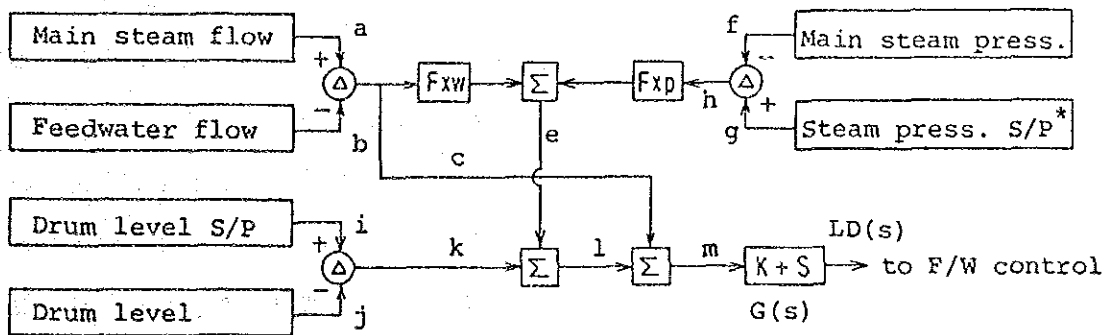 Main steam flow
a
+
Δ
−
Feedwater flow
b
Fxw
Σ
Fxp
h
f
Main steam press.
--
Δ
+
g
Steam press. S/P*
c
e
Drum level S/P
i
+
Δ
−
Drum level
j
k
Σ
l
Σ
m
K + S
G(s)
LD(s)
to F/W control